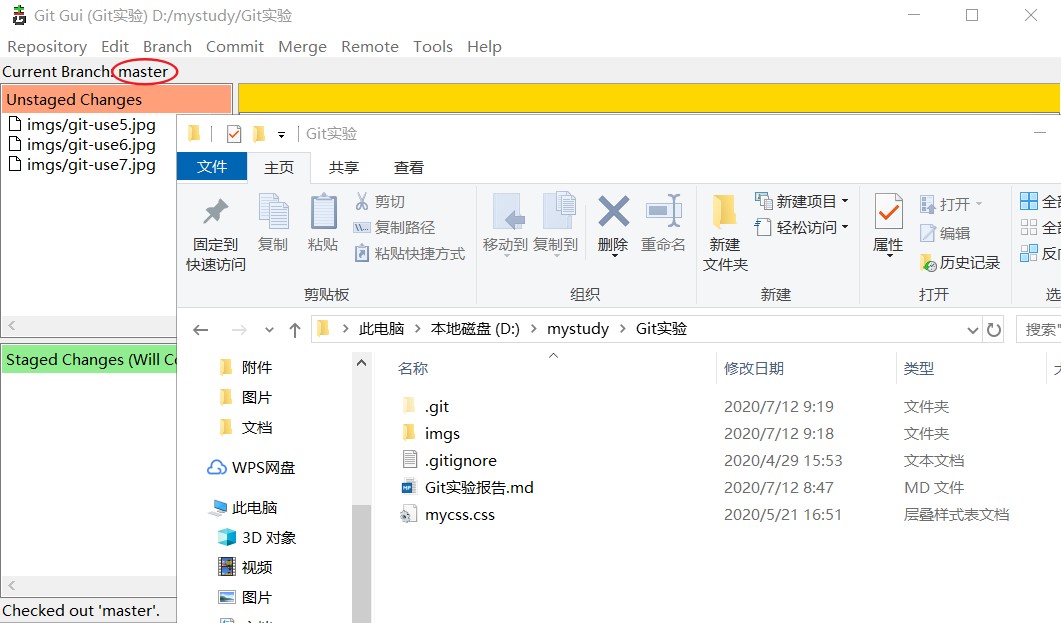 Git Gui (Git实验) D:/mystudy/Git实验
Repository Edit Branch Commit Merge Remote Tools Help
Current Branch: master
Unstaged Changes
imgs/git-use5.jpg
imgs/git-use6.jpg
imgs/git-use7.jpg
Staged Changes (Will Co
Checked out 'master'.
Git实验
文件 主页 共享 查看
固定到
快速访问
复制
粘贴
剪切
复制路径
粘贴快捷方式
剪贴板
移动到
复制到
删除
重命名
组织
新建
文件夹
新建项目
轻松访问
新建
属性
打开
编辑
历史记录
打开
此电脑 > 本地磁盘 (D:) > mystudy > Git实验
搜索"
附件
图片
文档
WPS网盘
此电脑
3D 对象
视频
图片
名称 修改日期 类型
.git 2020/7/12 9:19 文件夹
imgs 2020/7/12 9:18 文件夹
.gitignore 2020/4/29 15:53 文本文档
Git实验报告.md 2020/7/12 8:47 MD 文件
mycss.css 2020/5/21 16:51 层叠样式表文档